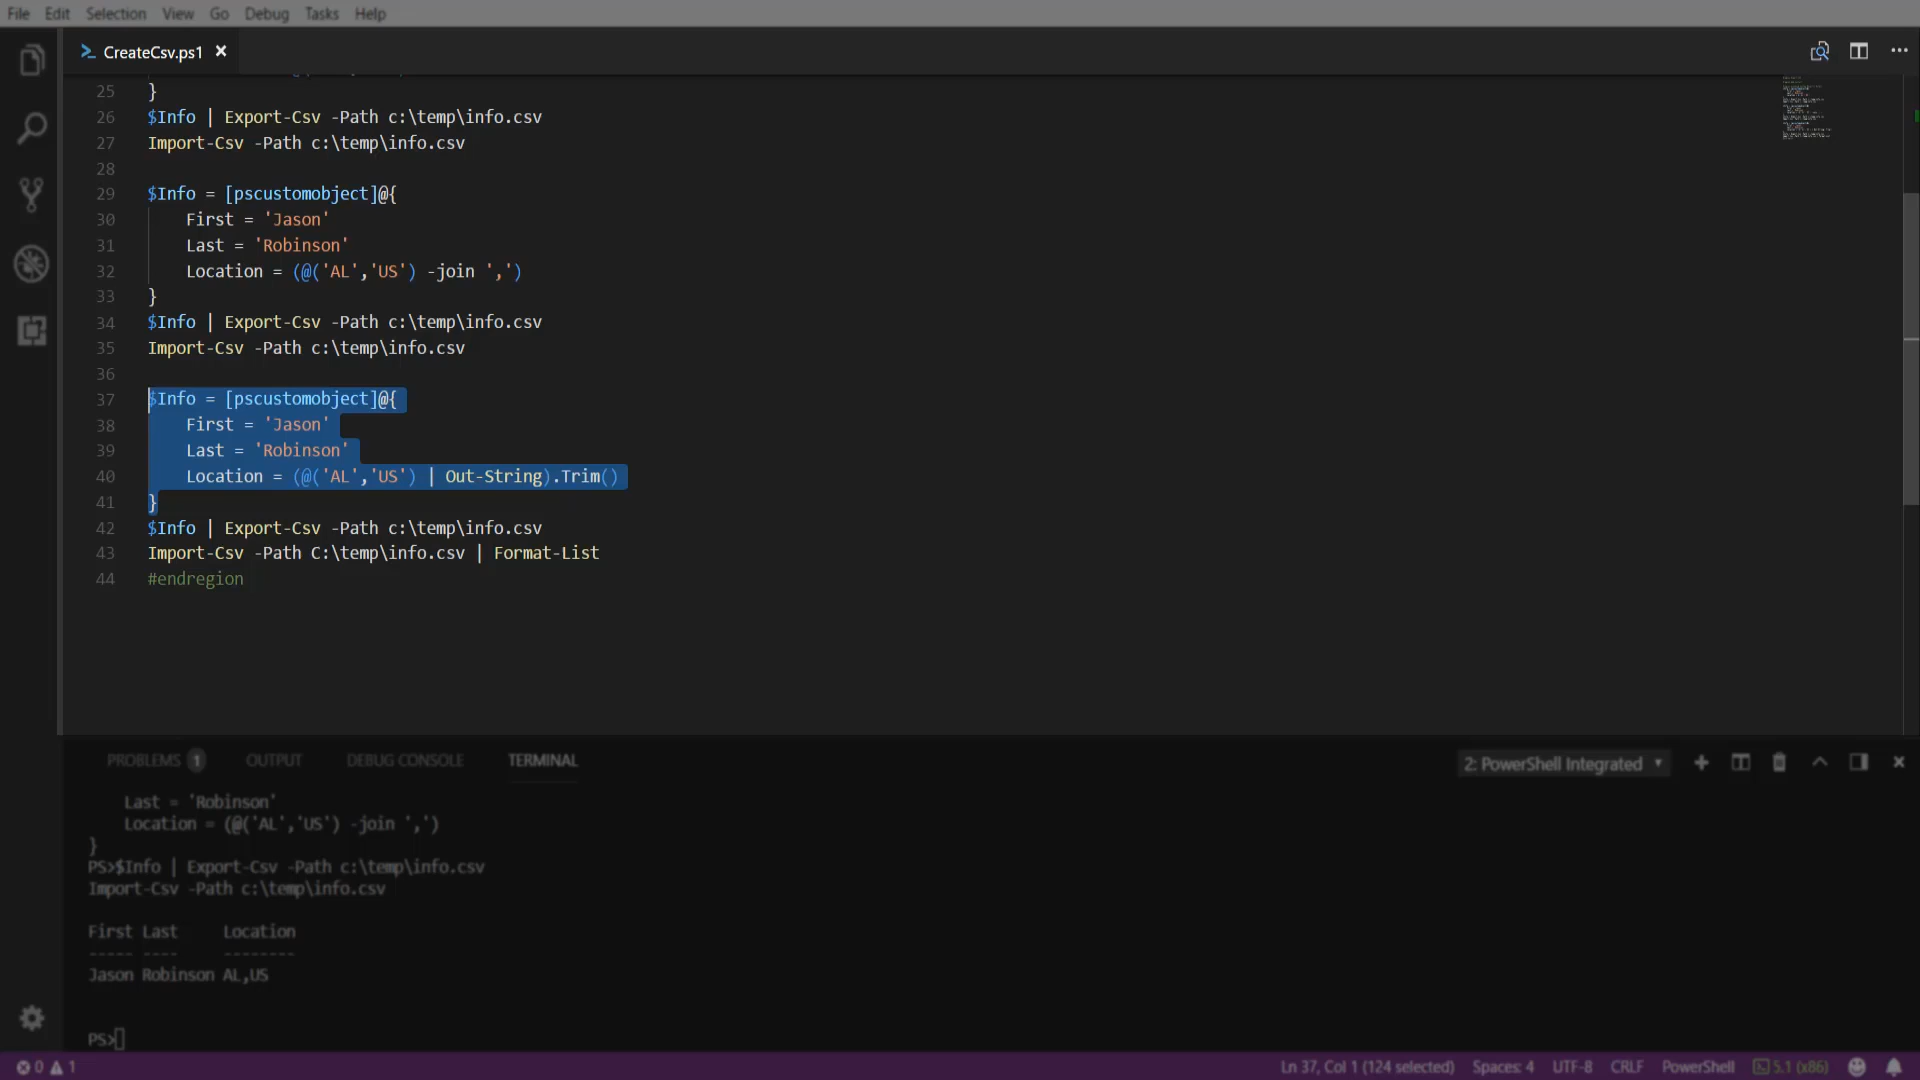 File Edit Selection View Go Debug Tasks Help
CreateCsv.ps1
25 }
26 $Info | Export-Csv -Path c:\temp\info.csv
27 Import-Csv -Path c:\temp\info.csv
28
29 $Info = [pscustomobject]@{
30 First = 'Jason'
31 Last = 'Robinson'
32 Location = (@('AL','US') -join ',')
33 }
34 $Info | Export-Csv -Path c:\temp\info.csv
35 Import-Csv -Path c:\temp\info.csv
36
37 $Info = [pscustomobject]@{
38 First = 'Jason'
39 Last = 'Robinson'
40 Location = (@('AL','US') | Out-String).Trim()
41 }
42 $Info | Export-Csv -Path c:\temp\info.csv
43 Import-Csv -Path C:\temp\info.csv | Format-List
44 #endregion
PROBLEMS 1 OUTPUT DEBUG CONSOLE TERMINAL 2: PowerShell Integrated
Last = 'Robinson'
Location = (@('AL','US') -join ',')
}
PS>$Info | Export-Csv -Path c:\temp\info.csv
Import-Csv -Path c:\temp\info.csv
First Last Location
----- ---- --------
Jason Robinson AL,US
PS>
0 1 Ln 37, Col 1 (124 selected) Spaces: 4 UTF-8 CRLF PowerShell 5.1 (x86)